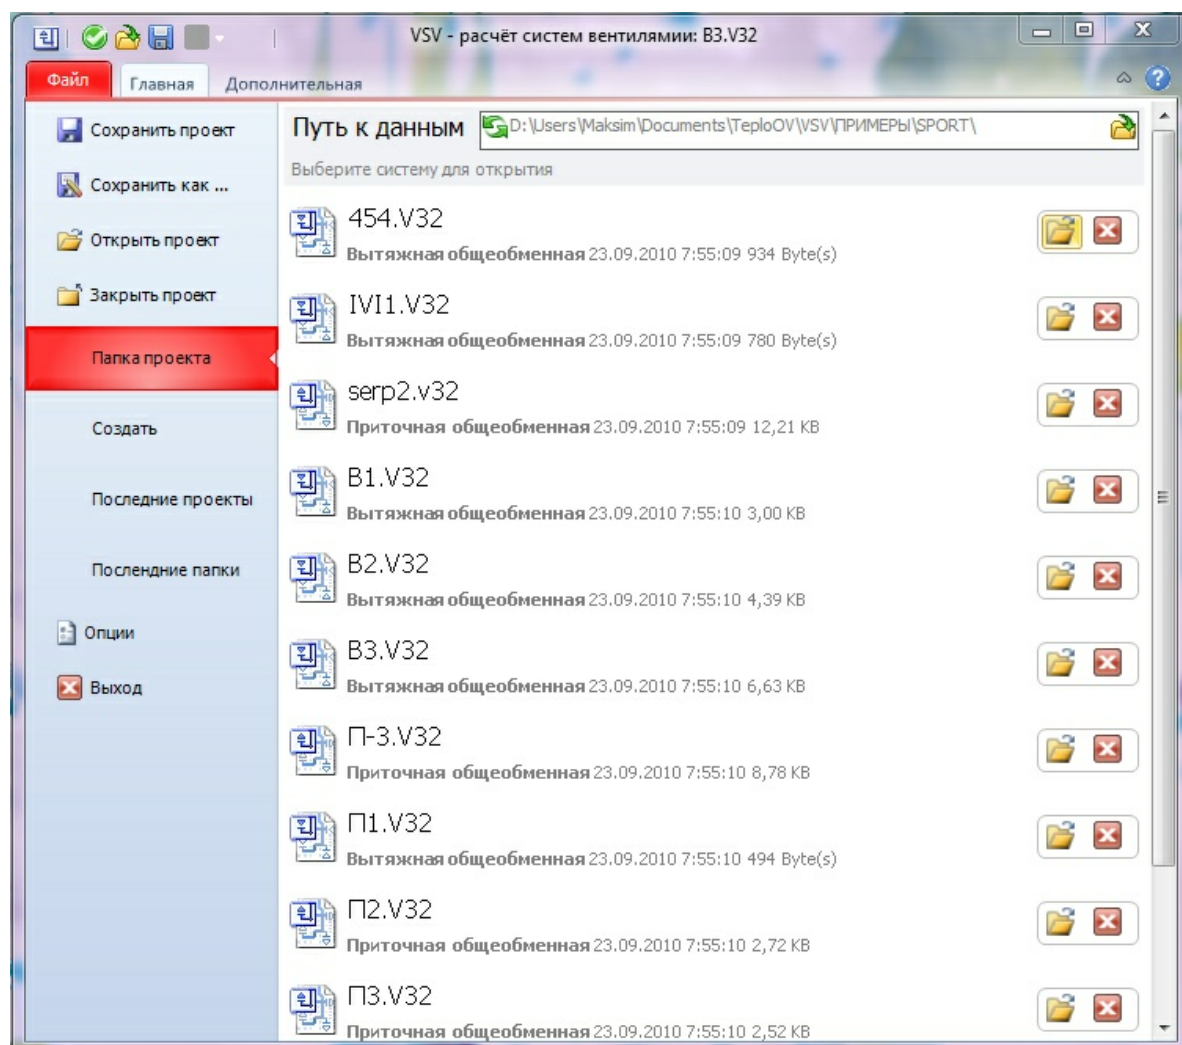 VSV - расчёт систем вентилямии: B3.V32
Файл Главная Дополнительная
Сохранить проект
Сохранить как ...
Открыть проект
Закрыть проект
Папка проекта
Создать
Последние проекты
Послендние папки
Опции
Выход
Путь к данным D:\Users\Maksim\Documents\TeploOV\VSV\ПРИМЕРЫ\SPORT\
Выберите систему для открытия
454.V32
Вытяжная общеобменная 23.09.2010 7:55:09 934 Byte(s)
IVI1.V32
Вытяжная общеобменная 23.09.2010 7:55:09 780 Byte(s)
serp2.v32
Приточная общеобменная 23.09.2010 7:55:09 12,21 KB
B1.V32
Вытяжная общеобменная 23.09.2010 7:55:10 3,00 KB
B2.V32
Вытяжная общеобменная 23.09.2010 7:55:10 4,39 KB
B3.V32
Вытяжная общеобменная 23.09.2010 7:55:10 6,63 KB
П-3.V32
Приточная общеобменная 23.09.2010 7:55:10 8,78 KB
П1.V32
Вытяжная общеобменная 23.09.2010 7:55:10 494 Byte(s)
П2.V32
Приточная общеобменная 23.09.2010 7:55:10 2,72 KB
П3.V32
Приточная общеобменная 23.09.2010 7:55:10 2,52 KB